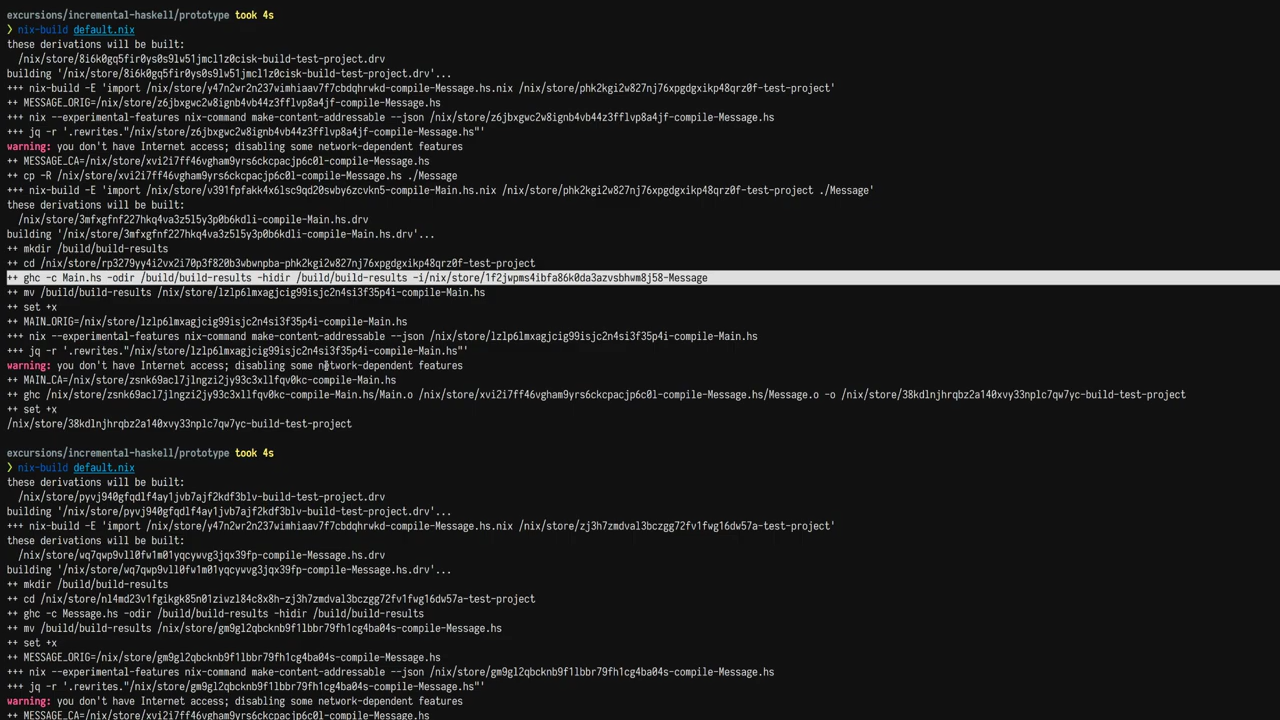 excursions/incremental-haskell/prototype took 4s
❯ nix-build default.nix
these derivations will be built:
  /nix/store/8i6k0gq5fir0ys0s9lw51jmcl1z0cisk-build-test-project.drv
building '/nix/store/8i6k0gq5fir0ys0s9lw51jmcl1z0cisk-build-test-project.drv'...
+++ nix-build -E 'import /nix/store/y47n2wr2n237wimhiaav7f7cbdqhrwkd-compile-Message.hs.nix /nix/store/phk2kgi2w827nj76xpgdgxikp48qrz0f-test-project'
++ MESSAGE_ORIG=/nix/store/z6jbxgwc2w8ignb4vb44z3fflvp8a4jf-compile-Message.hs
+++ nix --experimental-features nix-command make-content-addressable --json /nix/store/z6jbxgwc2w8ignb4vb44z3fflvp8a4jf-compile-Message.hs
+++ jq -r '.rewrites."/nix/store/z6jbxgwc2w8ignb4vb44z3fflvp8a4jf-compile-Message.hs"'
warning: you don't have Internet access; disabling some network-dependent features
++ MESSAGE_CA=/nix/store/xvi2i7ff46vgham9yrs6ckcpacjp6c0l-compile-Message.hs
++ cp -R /nix/store/xvi2i7ff46vgham9yrs6ckcpacjp6c0l-compile-Message.hs ./Message
+++ nix-build -E 'import /nix/store/v391fpfakk4x6lsc9qd20swby6zcvkn5-compile-Main.hs.nix /nix/store/phk2kgi2w827nj76xpgdgxikp48qrz0f-test-project ./Message'
these derivations will be built:
  /nix/store/3mfxgfnf227hkq4va3z5l5y3p0b6kdli-compile-Main.hs.drv
building '/nix/store/3mfxgfnf227hkq4va3z5l5y3p0b6kdli-compile-Main.hs.drv'...
++ mkdir /build/build-results
++ cd /nix/store/rp3279yy4i2vx2i70p3f820b3wbwnpba-phk2kgi2w827nj76xpgdgxikp48qrz0f-test-project
++ ghc -c Main.hs -odir /build/build-results -hidir /build/build-results -i/nix/store/1f2jwpms4ibfa86k0da3azvsbhwm8j58-Message
++ mv /build/build-results /nix/store/lzlp6lmxagjcig99isjc2n4si3f35p4i-compile-Main.hs
++ set +x
++ MAIN_ORIG=/nix/store/lzlp6lmxagjcig99isjc2n4si3f35p4i-compile-Main.hs
+++ nix --experimental-features nix-command make-content-addressable --json /nix/store/lzlp6lmxagjcig99isjc2n4si3f35p4i-compile-Main.hs
+++ jq -r '.rewrites."/nix/store/lzlp6lmxagjcig99isjc2n4si3f35p4i-compile-Main.hs"'
warning: you don't have Internet access; disabling some network-dependent features
++ MAIN_CA=/nix/store/zsnk69acl7jlngzi2jy93c3xllfqv0kc-compile-Main.hs
++ ghc /nix/store/zsnk69acl7jlngzi2jy93c3xllfqv0kc-compile-Main.hs/Main.o /nix/store/xvi2i7ff46vgham9yrs6ckcpacjp6c0l-compile-Message.hs/Message.o -o /nix/store/38kdlnjhrqbz2a140xvy33nplc7qw7yc-build-test-project
++ set +x
/nix/store/38kdlnjhrqbz2a140xvy33nplc7qw7yc-build-test-project
excursions/incremental-haskell/prototype took 4s
❯ nix-build default.nix
these derivations will be built:
  /nix/store/pyvj940gfqdlf4ay1jvb7ajf2kdf3blv-build-test-project.drv
building '/nix/store/pyvj940gfqdlf4ay1jvb7ajf2kdf3blv-build-test-project.drv'...
+++ nix-build -E 'import /nix/store/y47n2wr2n237wimhiaav7f7cbdqhrwkd-compile-Message.hs.nix /nix/store/zj3h7zmdval3bczgg72fv1fwg16dw57a-test-project'
these derivations will be built:
  /nix/store/wq7qwp9vll0fw1m01yqcywvg3jqx39fp-compile-Message.hs.drv
building '/nix/store/wq7qwp9vll0fw1m01yqcywvg3jqx39fp-compile-Message.hs.drv'...
++ mkdir /build/build-results
++ cd /nix/store/nl4md23v1fgikgk85n01ziwzl84c8x8h-zj3h7zmdval3bczgg72fv1fwg16dw57a-test-project
++ ghc -c Message.hs -odir /build/build-results -hidir /build/build-results
++ mv /build/build-results /nix/store/gm9gl2qbcknb9f1lbbr79fh1cg4ba04s-compile-Message.hs
++ set +x
++ MESSAGE_ORIG=/nix/store/gm9gl2qbcknb9f1lbbr79fh1cg4ba04s-compile-Message.hs
+++ nix --experimental-features nix-command make-content-addressable --json /nix/store/gm9gl2qbcknb9f1lbbr79fh1cg4ba04s-compile-Message.hs
+++ jq -r '.rewrites."/nix/store/gm9gl2qbcknb9f1lbbr79fh1cg4ba04s-compile-Message.hs"'
warning: you don't have Internet access; disabling some network-dependent features
++ MESSAGE_CA=/nix/store/xvi2i7ff46vgham9yrs6ckcpacjp6c0l-compile-Message.hs